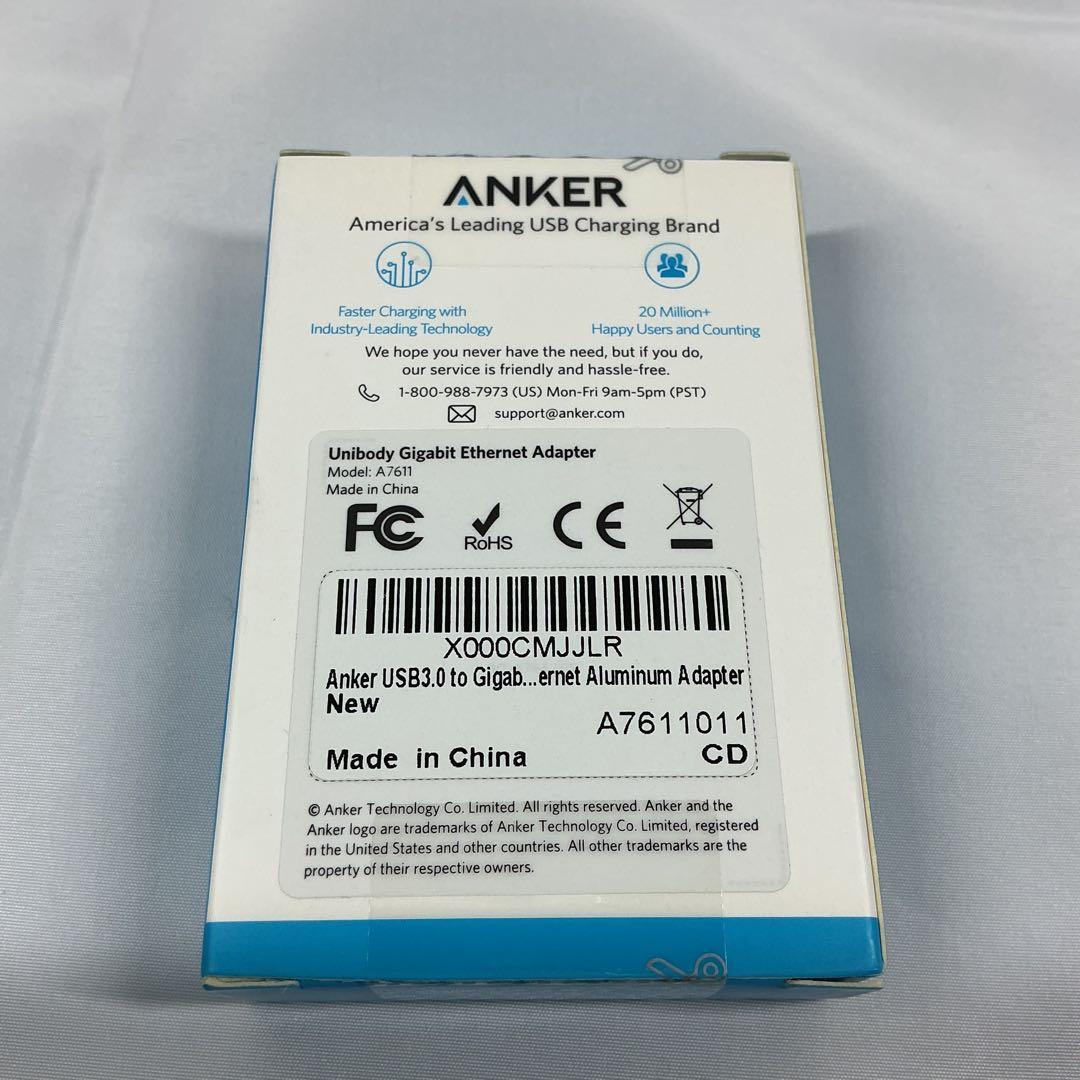 ANKER
America's Leading USB Charging Brand
Faster Charging with
Industry-Leading Technology
20 Million+
Happy Users and Counting
We hope you never have the need, but if you do,
our service is friendly and hassle-free.
1-800-988-7973 (US) Mon-Fri 9am-5pm (PST)
support@anker.com
Unibody Gigabit Ethernet Adapter
Model: A7611
Made in China
FC
RoHS
CE
X000CMJJLR
Anker USB3.0 to Gigab...ernet Aluminum Adapter
New
A7611011
Made in China
CD
© Anker Technology Co. Limited. All rights reserved. Anker and the
Anker logo are trademarks of Anker Technology Co. Limited, registered
in the United States and other countries. All other trademarks are the
property of their respective owners.